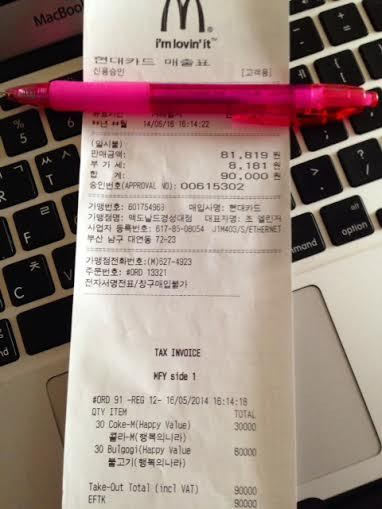 MacBook
i'm lovin' it™
현대카드 매출표
신용승인 [고객용]
14/05/16 16:14:22
(일시불)
판매금액: 81,819 원
부 가 세: 8,181 원
합 계: 90,000 원
승인번호(APPROVAL NO): 00615302
가맹번호: 매입사명: 현대카드
가맹점명: 맥도날드경성대점 대표자명: 조 엘린저
사업자 등록번호: 617-85-08054 JTM403/S/ETHERNET
부산 남구 대연동 72-23
가맹점전화번호:(M)627-4923
주문번호: #ORD 13321
전자서명전표/창구매입불가
TAX INVOICE
MFY side 1
#ORD 91 -REG 12- 16/05/2014 16:14:18
QTY ITEM TOTAL
30 Coke-M(Happy Value) 30000
콜라-M(행복의나라)
30 Bulgogi(Happy Value 60000
불고기(행복의나라)
Take-Out Total (incl VAT) 90000
EFTK 90000
control
option
command
alt